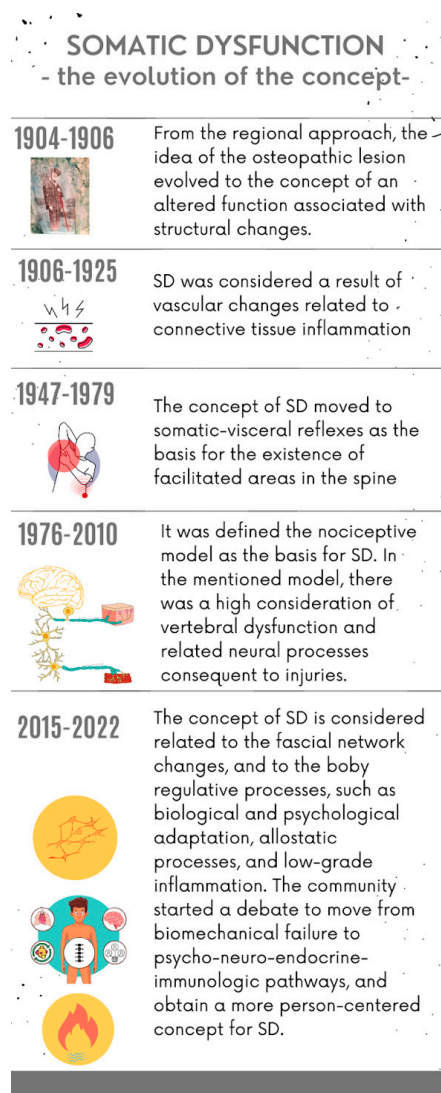 SOMATIC DYSFUNCTION
- the evolution of the concept-
1904-1906
From the regional approach, the
idea of the osteopathic lesion
evolved to the concept of an
altered function associated with
structural changes.
1906-1925
SD was considered a result of
vascular changes related to
connective tissue inflammation
1947-1979
The concept of SD moved to
somatic-visceral reflexes as the
basis for the existence of
facilitated areas in the spine
1976-2010
It was defined the nociceptive
model as the basis for SD. In
the mentioned model, there
was a high consideration of
vertebral dysfunction and
related neural processes
consequent to injuries.
2015-2022
The concept of SD is considered
related to the fascial network
changes, and to the boby
regulative processes, such as
biological and psychological
adaptation, allostatic
processes, and low-grade
inflammation. The community
started a debate to move from
biomechanical failure to
psycho-neuro-endocrine-
immunologic pathways, and
obtain a more person-centered
concept for SD.